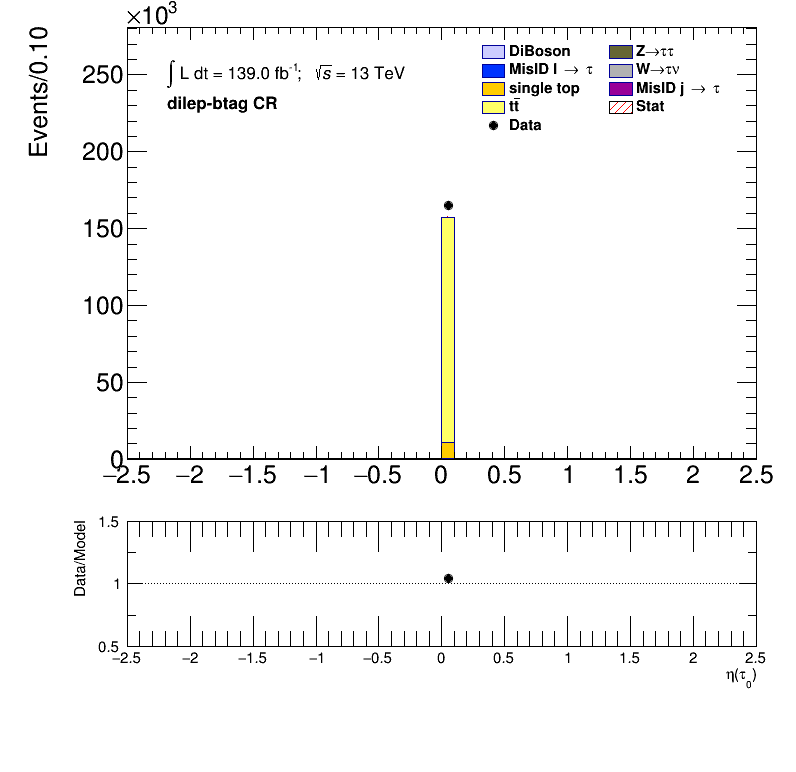 ×10³
Events/0.10
250
200
150
100
50
0
∫ L dt = 139.0 fb⁻¹; √s = 13 TeV
dilep-btag CR
DiBoson
MisID l → τ
single top
tt̄
Data
Z→ττ
W→τν
MisID j → τ
Stat
−2.5 −2 −1.5 −1 −0.5 0 0.5 1 1.5 2 2.5
Data/Model
1.5
1
0.5
−2.5 −2 −1.5 −1 −0.5 0 0.5 1 1.5 2 2.5
η(τ₀)